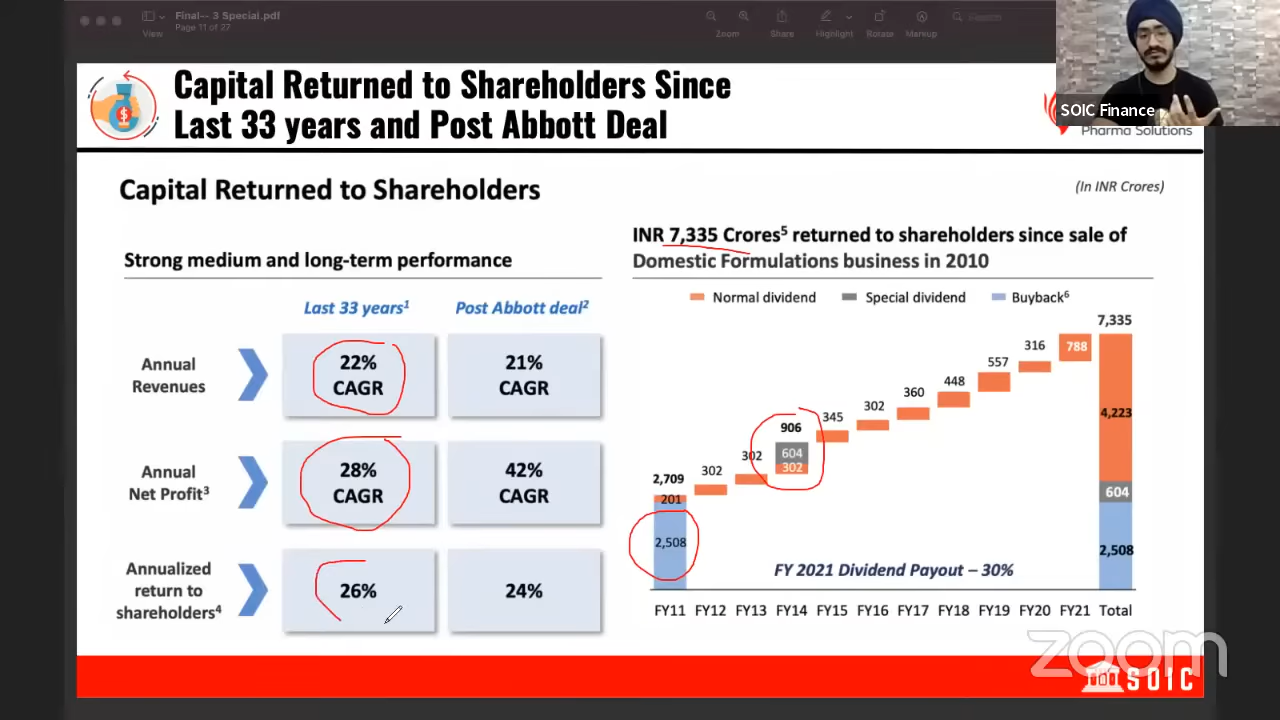 Final-- 3 Special.pdf
Page 11 of 27
View
Zoom
Share
Highlight
Rotate
Markup
Search
SOIC Finance
Capital Returned to Shareholders Since
Last 33 years and Post Abbott Deal
Pharma Solutions
Capital Returned to Shareholders
(In INR Crores)
Strong medium and long-term performance
Last 33 years¹
Post Abbott deal²
Annual
Revenues
22%
CAGR
21%
CAGR
Annual
Net Profit³
28%
CAGR
42%
CAGR
Annualized
return to
shareholders⁴
26%
24%
INR 7,335 Crores⁵ returned to shareholders since sale of
Domestic Formulations business in 2010
Normal dividend
Special dividend
Buyback⁶
2,709
201
2,508
302
302
906
604
302
345
302
360
448
557
316
788
7,335
4,223
604
2,508
FY 2021 Dividend Payout – 30%
FY11 FY12 FY13 FY14 FY15 FY16 FY17 FY18 FY19 FY20 FY21 Total
zoom
SOIC